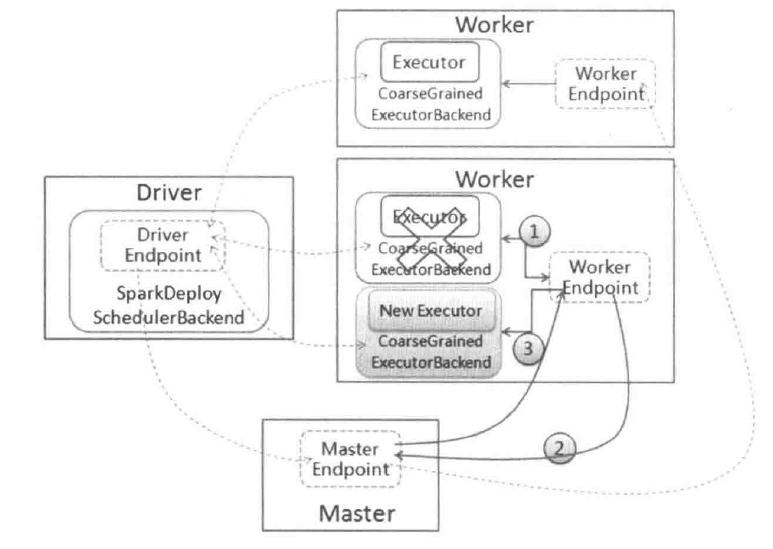 Worker
Executor
CoarseGrained
ExecutorBackend
Worker
Endpoint
Worker
Executor
CoarseGrained
ExecutorBackend
1
Worker
Endpoint
New Executor
CoarseGrained
ExecutorBackend
3
Driver
Driver
Endpoint
SparkDeploy
SchedulerBackend
2
Master
Endpoint
Master